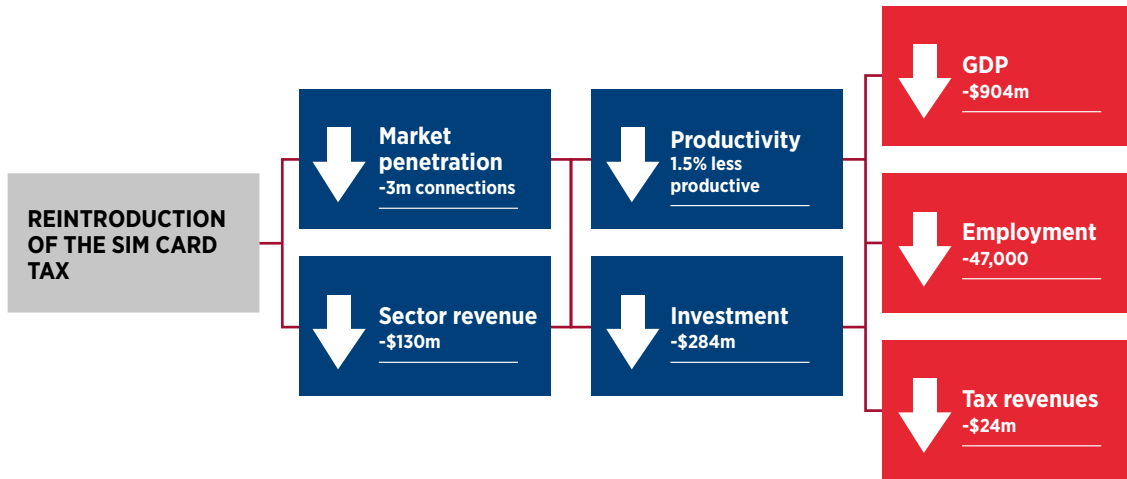 REINTRODUCTION
OF THE SIM CARD
TAX
Market
penetration
-3m connections
Sector revenue
-$130m
Productivity
1.5% less
productive
Investment
-$284m
GDP
-$904m
Employment
-47,000
Tax revenues
-$24m